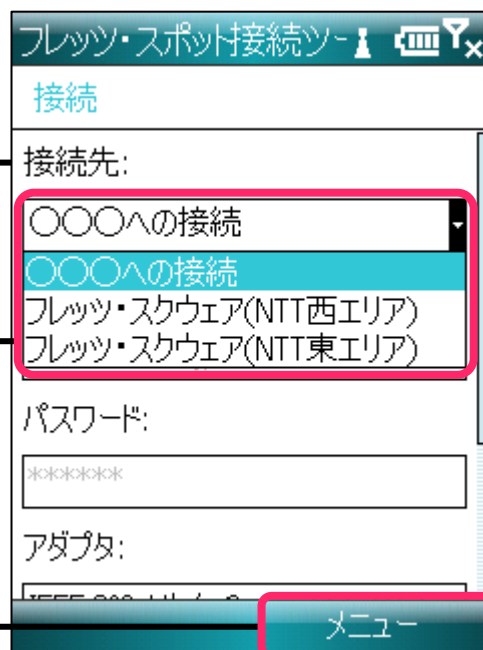 フレッツ・スポット接続ツー
接続
接続先:
○○○への接続
○○○への接続
フレッツ・スクウェア(NTT西エリア)
フレッツ・スクウェア(NTT東エリア)
パスワード:
******
アダプタ:
メニュー